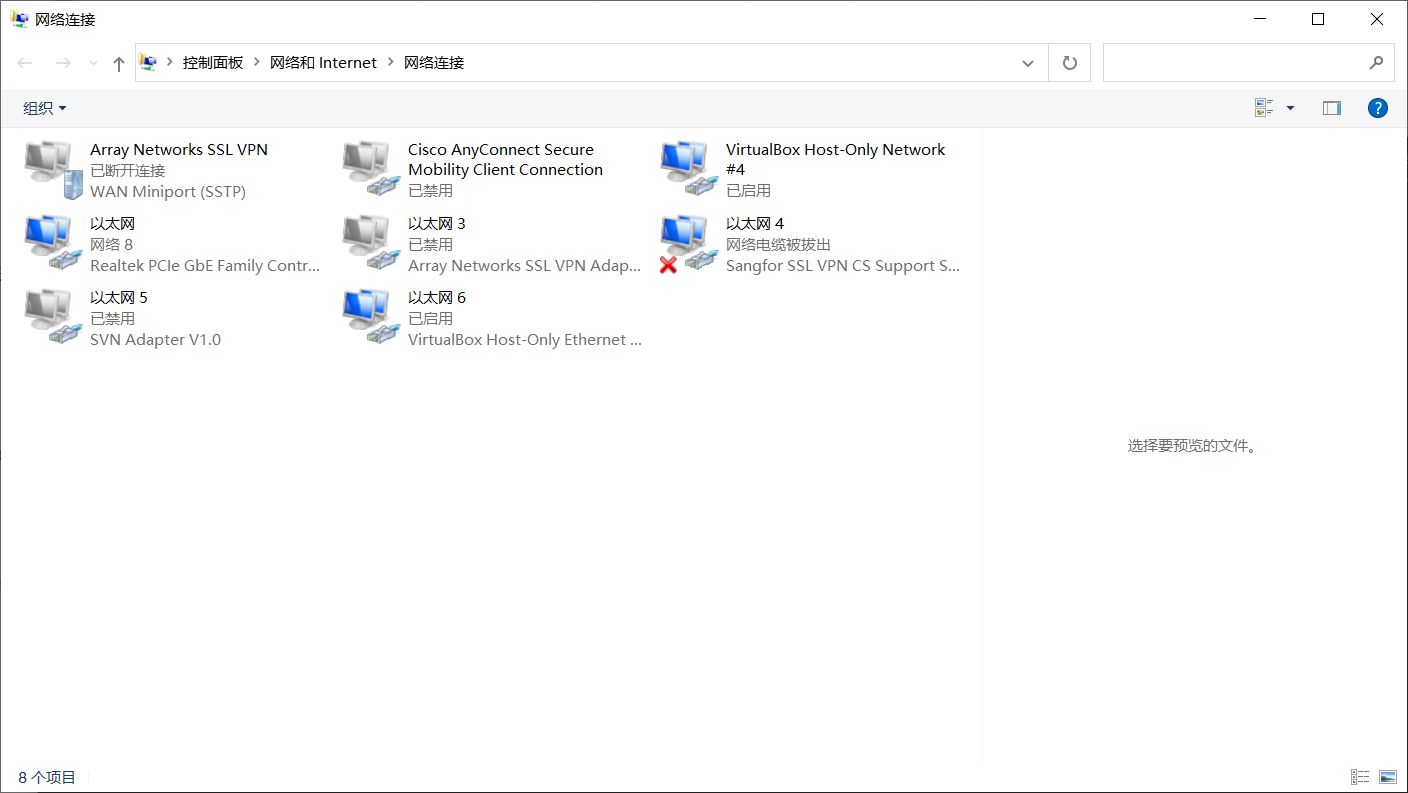 网络连接
控制面板 网络和 Internet 网络连接
组织
Array Networks SSL VPN
已断开连接
WAN Miniport (SSTP)
Cisco AnyConnect Secure
Mobility Client Connection
已禁用
VirtualBox Host-Only Network
#4
已启用
以太网
网络 8
Realtek PCIe GbE Family Contr...
以太网 3
已禁用
Array Networks SSL VPN Adap...
以太网 4
网络电缆被拔出
Sangfor SSL VPN CS Support S...
以太网 5
已禁用
SVN Adapter V1.0
以太网 6
已启用
VirtualBox Host-Only Ethernet ...
选择要预览的文件。
8 个项目